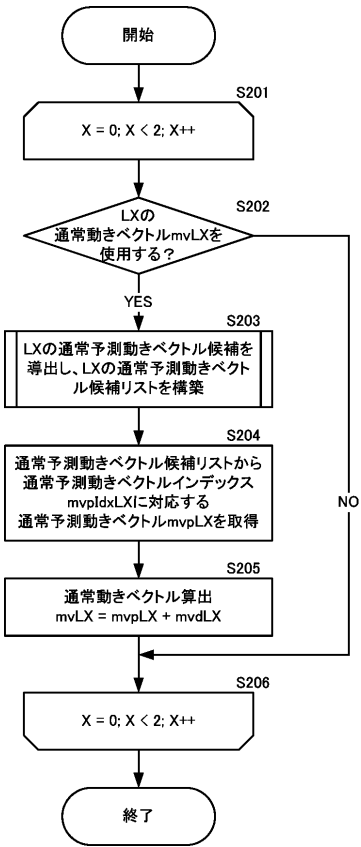 開始
S201
X = 0; X < 2; X++
S202
LXの
通常動きベクトルmvLXを
使用する？
YES
S203
LXの通常予測動きベクトル候補を
導出し、LXの通常予測動きベクト
ル候補リストを構築
S204
通常予測動きベクトル候補リストから
通常予測動きベクトルインデックス
mvpIdxLXに対応する
通常予測動きベクトルmvpLXを取得
NO
S205
通常動きベクトル算出
mvLX = mvpLX + mvdLX
S206
X = 0; X < 2; X++
終了